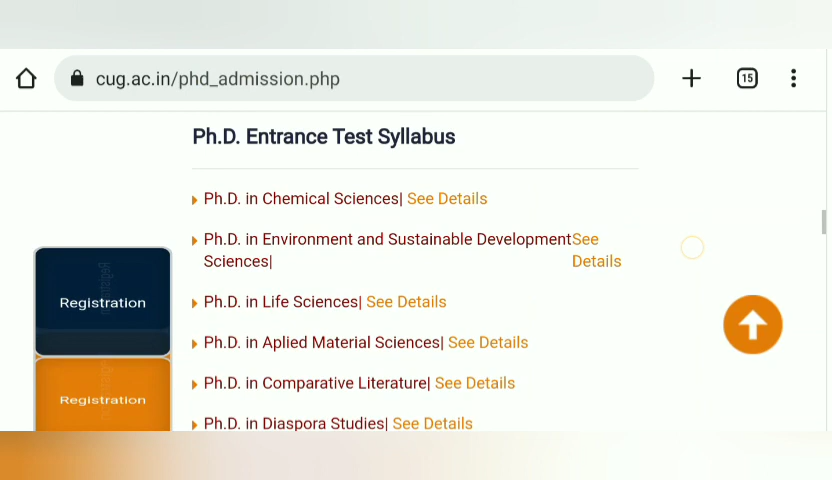 cug.ac.in/phd_admission.php
15
Ph.D. Entrance Test Syllabus
Ph.D. in Chemical Sciences| See Details
Ph.D. in Environment and Sustainable Development See
Sciences| Details
Ph.D. in Life Sciences| See Details
Ph.D. in Aplied Material Sciences| See Details
Ph.D. in Comparative Literature| See Details
Ph.D. in Diaspora Studies| See Details
Registration
Registration